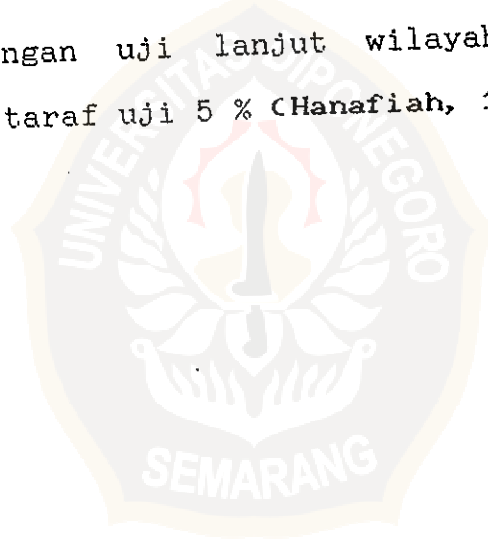 ngan uji lanjut wilayah
taraf uji 5 % (Hanafiah,
UNIVERSITAS DIPONEGORO
SEMARANG